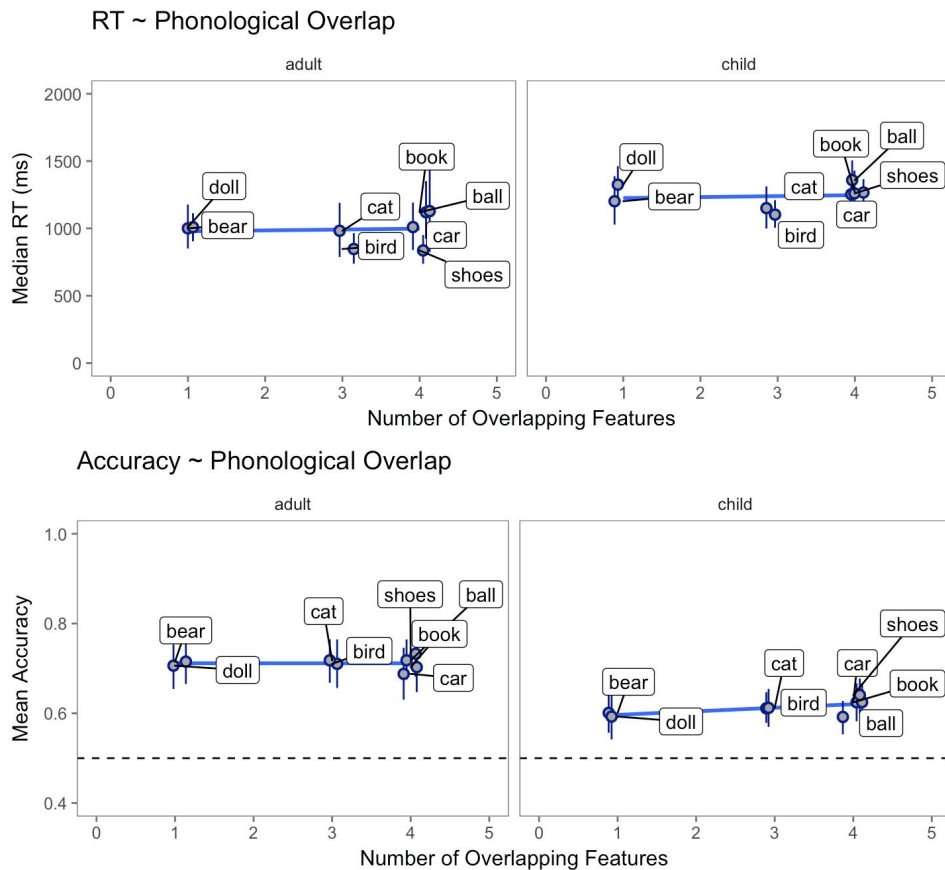 RT ~ Phonological Overlap
adult child
Median RT (ms)
2000
1500
1000
500
0
doll
bear
cat
bird
book
ball
car
shoes
doll
bear
cat
bird
book
ball
shoes
car
0 1 2 3 4 5 0 1 2 3 4 5
Number of Overlapping Features
Accuracy ~ Phonological Overlap
adult child
Mean Accuracy
1.0
0.8
0.6
0.4
bear
doll
cat
bird
shoes
ball
book
car
bear
doll
cat
bird
shoes
car
book
ball
0 1 2 3 4 5 0 1 2 3 4 5
Number of Overlapping Features